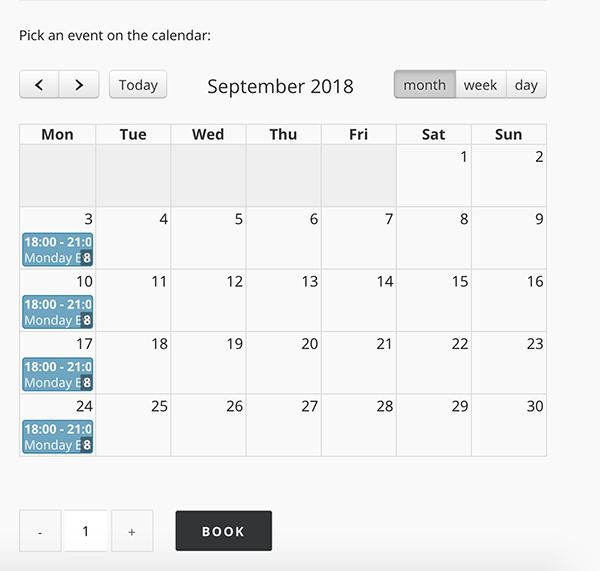 Pick an event on the calendar:
Today September 2018 month week day
Mon Tue Wed Thu Fri Sat Sun
1 2
3 4 5 6 7 8 9
18:00 - 21:0
Monday E 8
10 11 12 13 14 15 16
18:00 - 21:0
Monday E 8
17 18 19 20 21 22 23
18:00 - 21:0
Monday E 8
24 25 26 27 28 29 30
18:00 - 21:0
Monday E 8
- 1 + BOOK